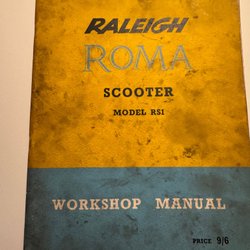 RALEIGH
ROMA
SCOOTER
MODEL RS1
WORKSHOP MANUAL
PRICE 9/6